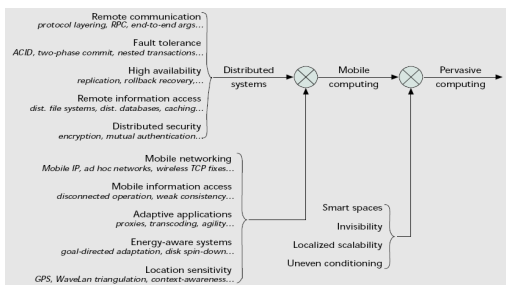 Remote communication
protocol layering, RPC, end-to-end args...
Fault tolerance
ACID, two-phase commit, nested transactions...
High availability
replication, rollback recovery,...
Remote information access
dist. file systems, dist. databases, caching...
Distributed security
encryption, mutual authentication...
Distributed
systems
Mobile
computing
Pervasive
computing
Mobile networking
Mobile IP, ad hoc networks, wireless TCP fixes...
Mobile information access
disconnected operation, weak consistency...
Adaptive applications
proxies, transcoding, agility...
Energy-aware systems
goal-directed adaptation, disk spin-down...
Location sensitivity
GPS, WaveLan triangulation, context-awareness...
Smart spaces
Invisibility
Localized scalability
Uneven conditioning